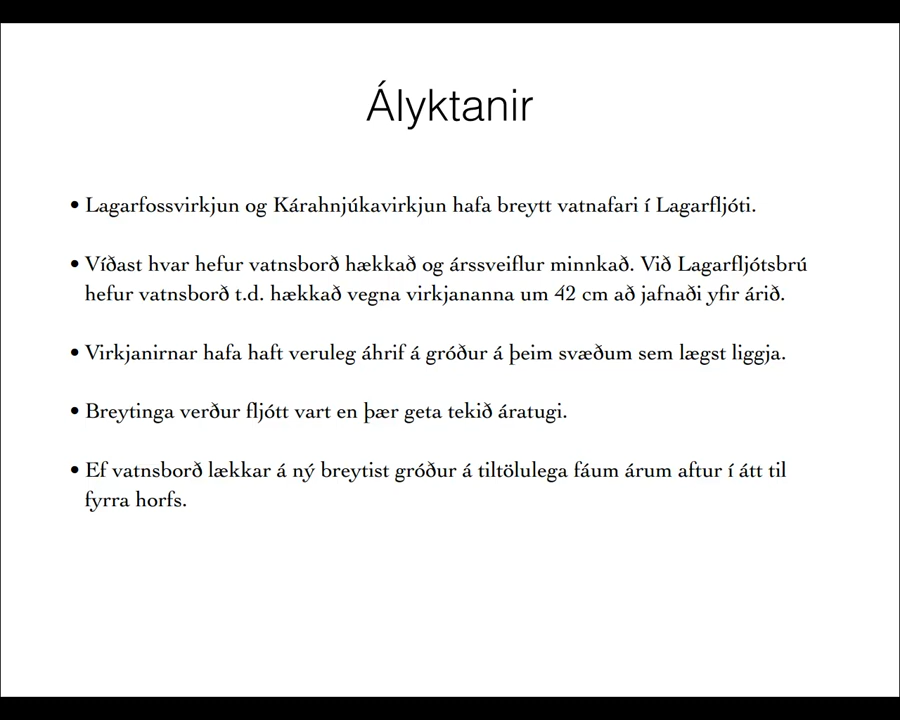 Ályktanir
• Lagarfossvirkjun og Kárahnjúkavirkjun hafa breytt vatnafari í Lagarfljóti.
• Víðast hvar hefur vatnsborð hækkað og árssveiflur minnkað. Við Lagarfljótsbrú
hefur vatnsborð t.d. hækkað vegna virkjananna um 42 cm að jafnaði yfir árið.
• Virkjanirnar hafa haft veruleg áhrif á gróður á þeim svæðum sem lægst liggja.
• Breytinga verður fljótt vart en þær geta tekið áratugi.
• Ef vatnsborð lækkar á ný breytist gróður á tiltölulega fáum árum aftur í átt til
fyrra horfs.